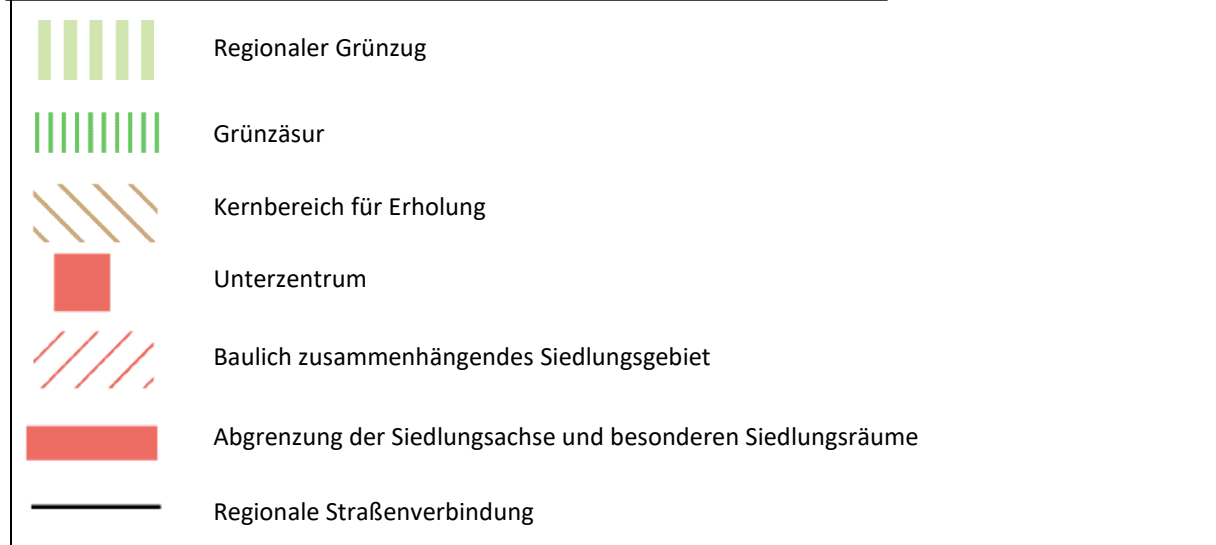 Regionaler Grünzug
Grünzäsur
Kernbereich für Erholung
Unterzentrum
Baulich zusammenhängendes Siedlungsgebiet
Abgrenzung der Siedlungsachse und besonderen Siedlungsräume
Regionale Straßenverbindung